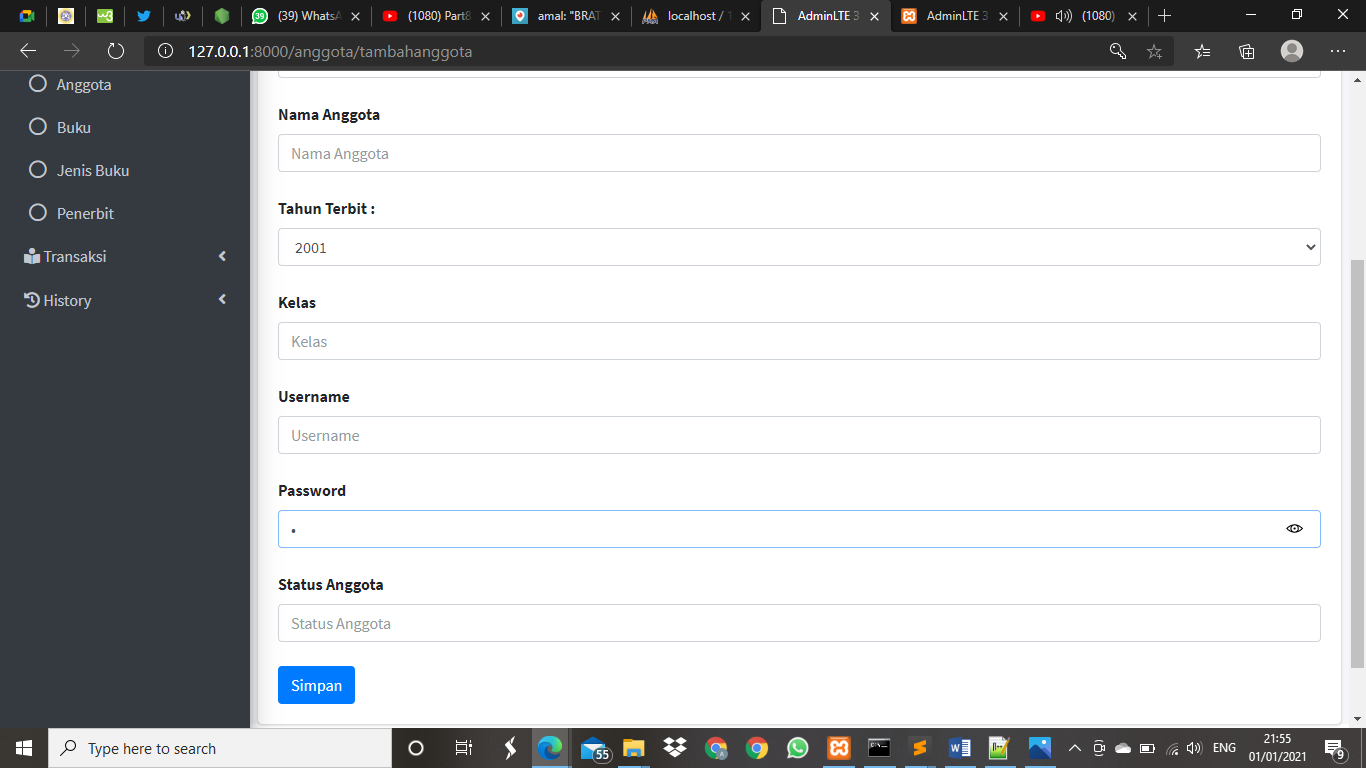 (39) WhatsA
(1080) Part8
amal: "BRAT
localhost / 1
AdminLTE 3
AdminLTE 3
(1080)
127.0.0.1:8000/anggota/tambahanggota
Anggota
Buku
Jenis Buku
Penerbit
Transaksi
History
Nama Anggota
Nama Anggota
Tahun Terbit :
2001
Kelas
Kelas
Username
Username
Password
•
Status Anggota
Status Anggota
Simpan
Type here to search
55
ENG
21:55
01/01/2021
9